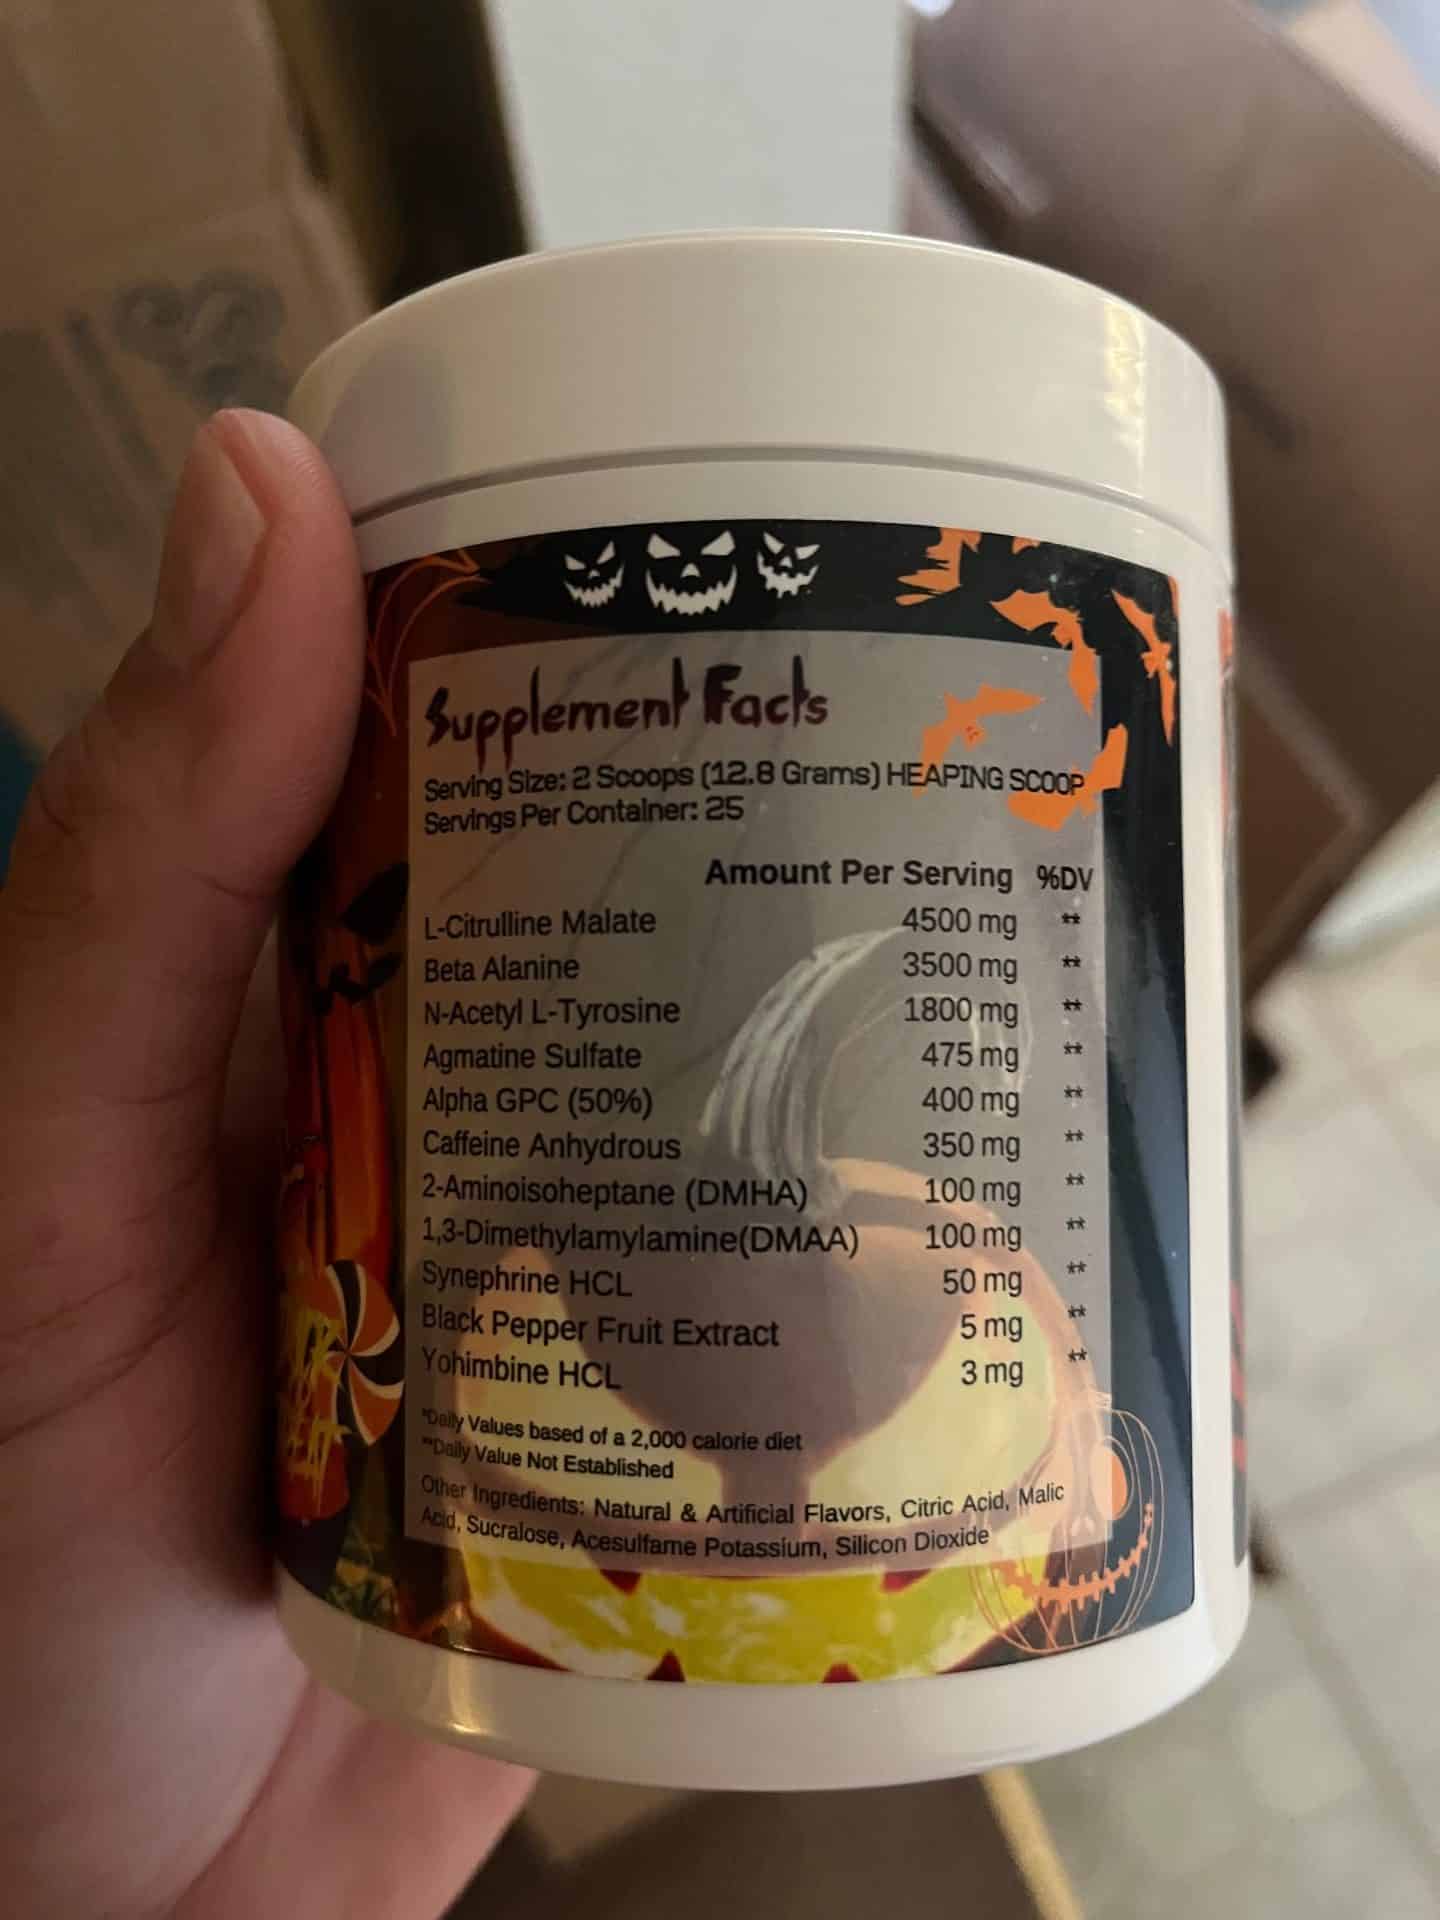 Supplement Facts
Serving Size: 2 Scoops (12.8 Grams) HEAPING SCOOP
Servings Per Container: 25
Amount Per Serving %DV
L-Citrulline Malate 4500 mg **
Beta Alanine 3500 mg **
N-Acetyl L-Tyrosine 1800 mg **
Agmatine Sulfate 475 mg **
Alpha GPC (50%) 400 mg **
Caffeine Anhydrous 350 mg **
2-Aminoisoheptane (DMHA) 100 mg **
1,3-Dimethylamylamine(DMAA) 100 mg **
Synephrine HCL 50 mg **
Black Pepper Fruit Extract 5 mg **
Yohimbine HCL 3 mg **
*Daily Values based of a 2,000 calorie diet
**Daily Value Not Established
Other Ingredients: Natural & Artificial Flavors, Citric Acid, Malic
Acid, Sucralose, Acesulfame Potassium, Silicon Dioxide